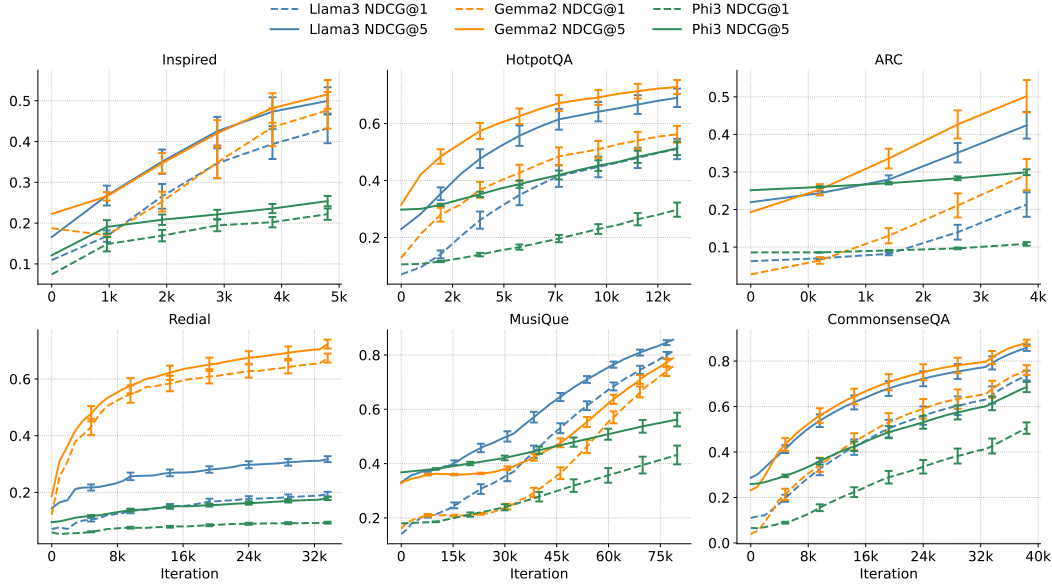 Llama3 NDCG@1 Gemma2 NDCG@1 Phi3 NDCG@1
Llama3 NDCG@5 Gemma2 NDCG@5 Phi3 NDCG@5
Inspired HotpotQA ARC
0.5
0.4
0.3
0.2
0.1
0 1k 2k 3k 4k 5k
0.6
0.4
0.2
0 2k 5k 7k 10k 12k
0.5
0.4
0.3
0.2
0.1
0 0k 1k 2k 3k 4k
Redial MusiQue CommonsenseQA
0.6
0.4
0.2
0 8k 16k 24k 32k
Iteration
0.8
0.6
0.4
0.2
0 15k 30k 45k 60k 75k
Iteration
0.8
0.6
0.4
0.2
0.0
0 8k 16k 24k 32k 40k
Iteration